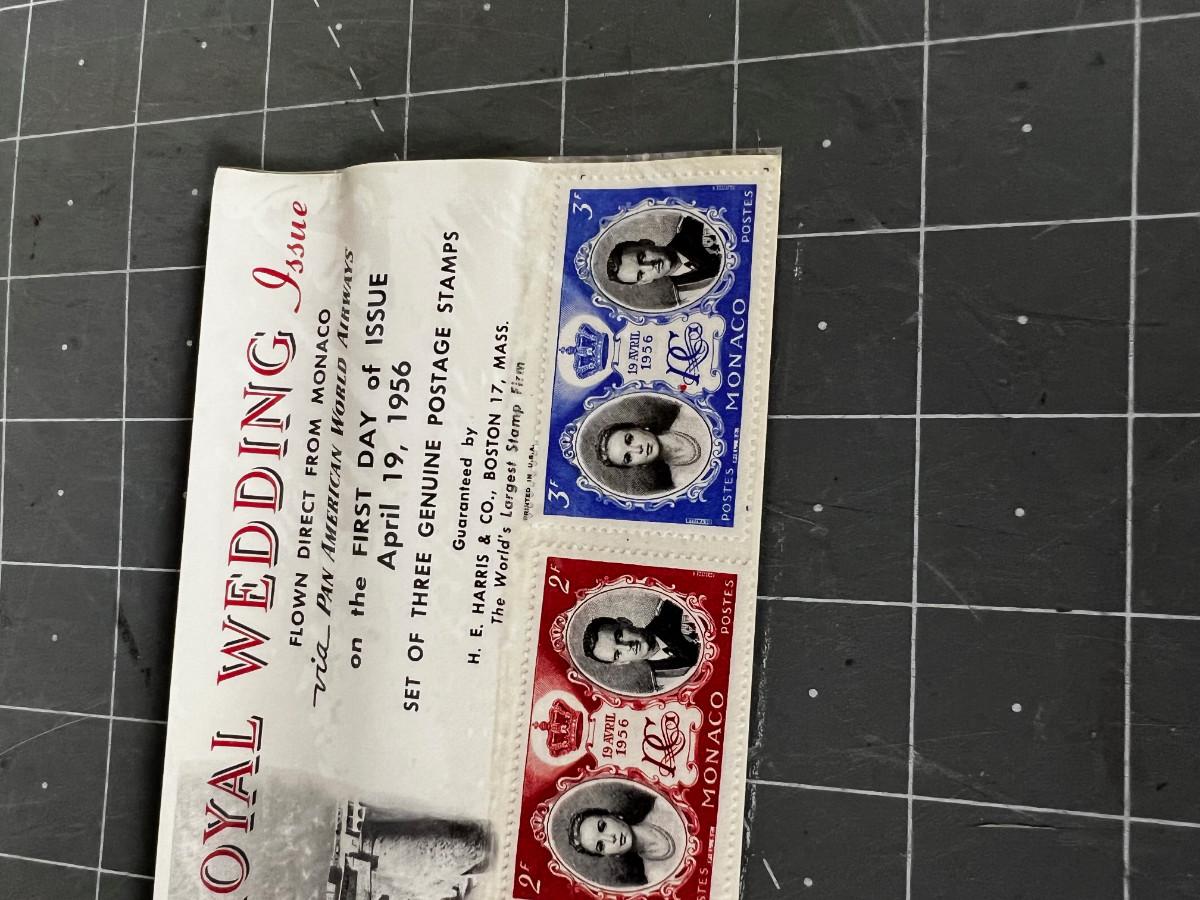 OYAL WEDDING Issue
FLOWN DIRECT FROM MONACO
via PAN AMERICAN WORLD AIRWAYS
on the FIRST DAY of ISSUE
April 19, 1956
SET OF THREE GENUINE POSTAGE STAMPS
Guaranteed by
H. E. HARRIS & CO., BOSTON 17, MASS.
The World's Largest Stamp Firm
PRINTED IN U.S.A.
3F 3F
19 AVRIL
1956
POSTES MONACO POSTES
2F 2F
19 AVRIL
1956
POSTES MONACO POSTES